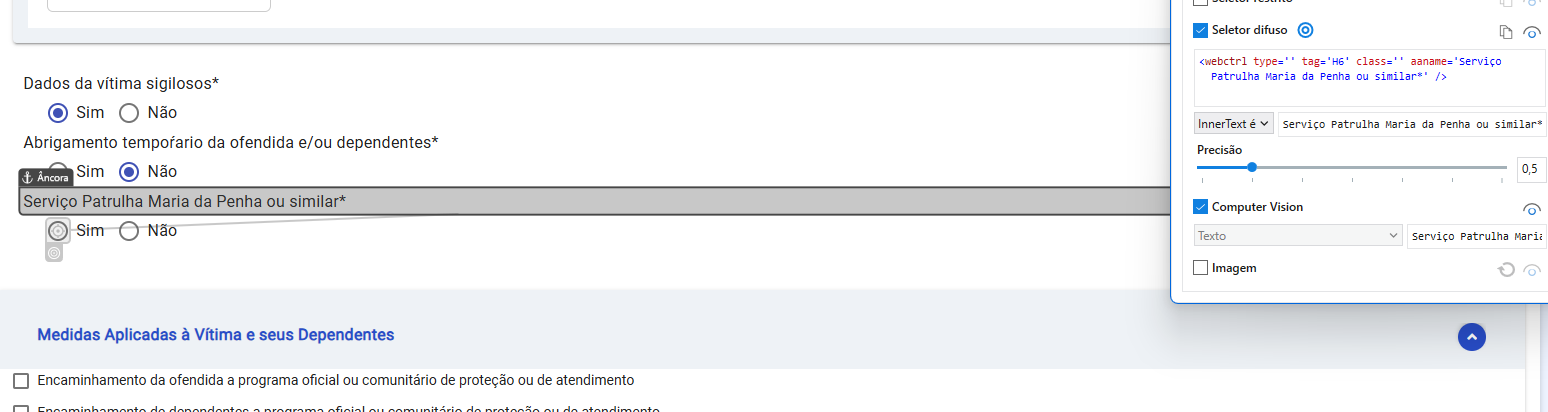 Seletor restrito
Seletor difuso
<webctrl type='' tag='H6' class='' aaname='Serviço
Patrulha Maria da Penha ou similar*' />
InnerText é
Serviço Patrulha Maria da Penha ou similar*
Precisão
0,5
Computer Vision
Texto
Serviço Patrulha Maria
Imagem
Dados da vítima sigilosos*
Sim Não
Abrigamento tempoŕario da ofendida e/ou dependentes*
Sim Não
Âncora
Serviço Patrulha Maria da Penha ou similar*
Sim Não
Medidas Aplicadas à Vítima e seus Dependentes
Encaminhamento da ofendida a programa oficial ou comunitário de proteção ou de atendimento
Encaminhamento de dependentes a programa oficial ou comunitário de proteção ou de atendimento